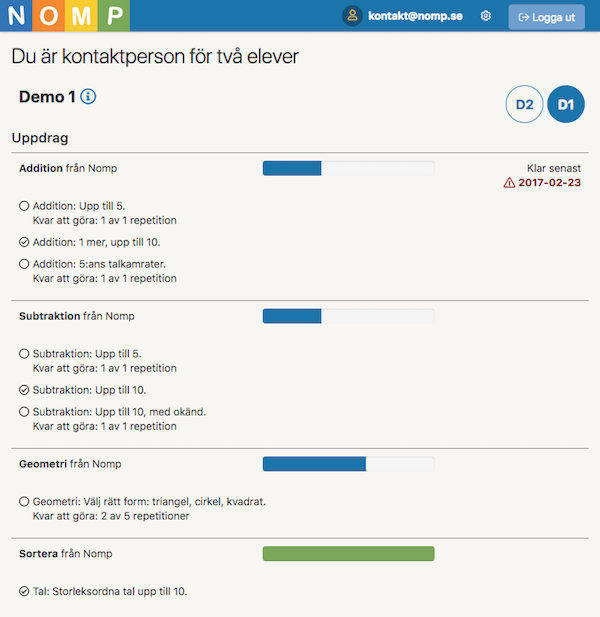 NOMP
kontakt@nomp.se
Logga ut
Du är kontaktperson för två elever
Demo 1
D2
D1
Uppdrag
Addition från Nomp
Klar senast
2017-02-23
Addition: Upp till 5.
Kvar att göra: 1 av 1 repetition
Addition: 1 mer, upp till 10.
Addition: 5:ans talkamrater.
Kvar att göra: 1 av 1 repetition
Subtraktion från Nomp
Subtraktion: Upp till 5.
Kvar att göra: 1 av 1 repetition
Subtraktion: Upp till 10.
Subtraktion: Upp till 10, med okänd.
Kvar att göra: 1 av 1 repetition
Geometri från Nomp
Geometri: Välj rätt form: triangel, cirkel, kvadrat.
Kvar att göra: 2 av 5 repetitioner
Sortera från Nomp
Tal: Storleksordna tal upp till 10.